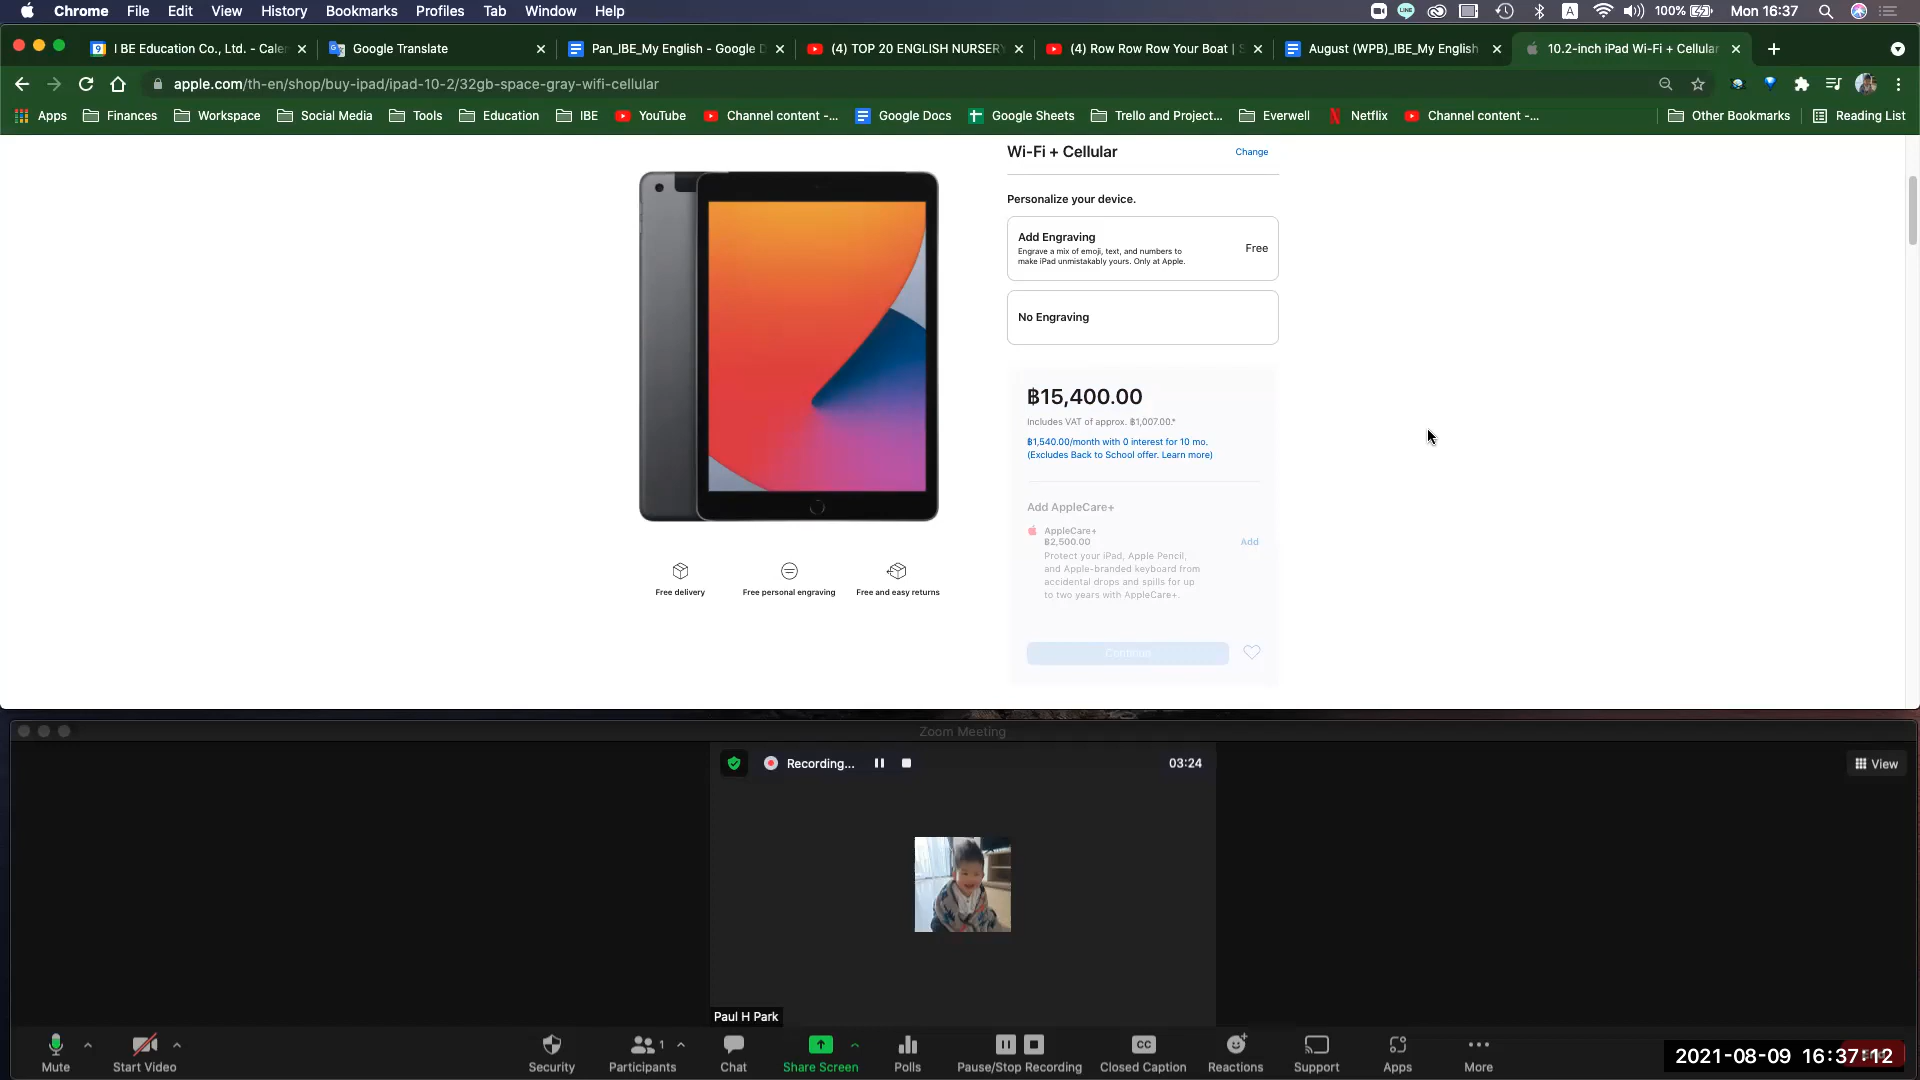 Chrome File Edit View History Bookmarks Profiles Tab Window Help
100% Mon 16:37
I BE Education Co., Ltd. - Calen
Google Translate
Pan_IBE_My English - Google D
(4) TOP 20 ENGLISH NURSERY
(4) Row Row Row Your Boat | S
August (WPB)_IBE_My English
10.2-inch iPad Wi-Fi + Cellular
apple.com/th-en/shop/buy-ipad/ipad-10-2/32gb-space-gray-wifi-cellular
Apps Finances Workspace Social Media Tools Education IBE YouTube Channel content -... Google Docs Google Sheets Trello and Project... Everwell Netflix Channel content -... Other Bookmarks Reading List
Wi-Fi + Cellular Change
Personalize your device.
Add Engraving
Engrave a mix of emoji, text, and numbers to
make iPad unmistakably yours. Only at Apple.
Free
No Engraving
฿15,400.00
Includes VAT of approx. ฿1,007.00.*
฿1,540.00/month with 0 interest for 10 mo.
(Excludes Back to School offer. Learn more)
Add AppleCare+
AppleCare+
฿2,500.00
Add
Protect your iPad, Apple Pencil,
and Apple-branded keyboard from
accidental drops and spills for up
to two years with AppleCare+.
Continue
Free delivery
Free personal engraving
Free and easy returns
Zoom Meeting
Recording...
03:24
View
Paul H Park
Mute
Start Video
Security
Participants 1
Chat
Share Screen
Polls
Pause/Stop Recording
CC
Closed Caption
Reactions
Support
Apps
More
2021-08-09 16:37:12